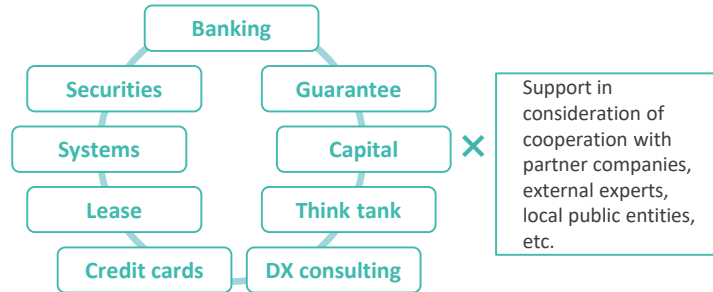 Banking
Securities
Guarantee
Systems
Capital
Lease
Think tank
Credit cards
DX consulting
×
Support in
consideration of
cooperation with
partner companies,
external experts,
local public entities,
etc.